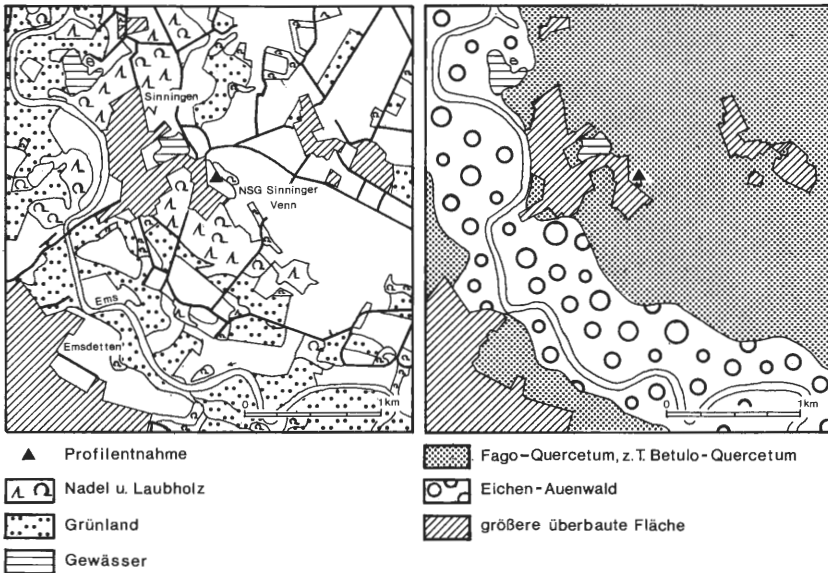 Sinningen
NSG Sinninger
Venn
Ems
Emsdetten
0 1km
0 1km
▲ Profilentnahme
Nadel u. Laubholz
Grünland
Gewässer
Fago-Quercetum, z.T. Betulo-Quercetum
Eichen-Auenwald
größere überbaute Fläche